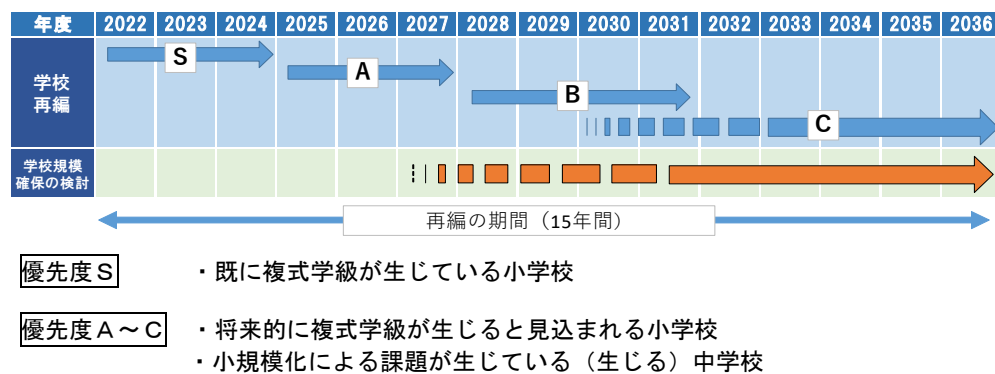 年度 2022 2023 2024 2025 2026 2027 2028 2029 2030 2031 2032 2033 2034 2035 2036
学校
再編
S
A
B
C
学校規模
確保の検討
再編の期間（15年間）
優先度Ｓ ・既に複式学級が生じている小学校
優先度Ａ～Ｃ ・将来的に複式学級が生じると見込まれる小学校
・小規模化による課題が生じている（生じる）中学校